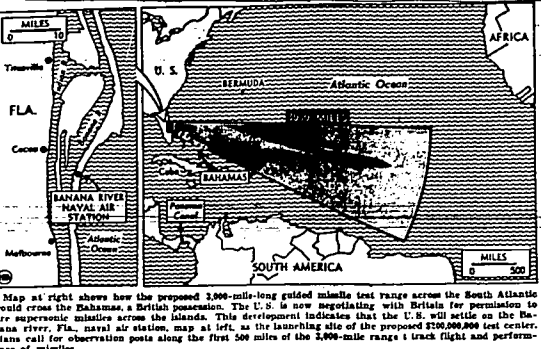 MILES
0 10
Titusville
FLA.
Cocoa
BANANA RIVER
NAVAL AIR
STATION
Melbourne
Atlantic
Ocean
U. S.
BERMUDA
Atlantic Ocean
AFRICA
Cuba
BAHAMAS
Panama
Canal
SOUTH AMERICA
MILES
0 500
Map at right shows how the proposed 3,000-mile-long guided missile test range across the South Atlantic
would cross the Bahamas, a British possession. The U. S. is now negotiating with Britain for permission to
supersonic missiles across the islands. This development indicates that the U. S. will settle on the Ba-
ana river, Fla., naval air station, map at left, as the launching site of the proposed $200,000,000 test center.
lans call for observation posts along the first 500 miles of the 3,000-mile range t track flight and perform-
of missiles